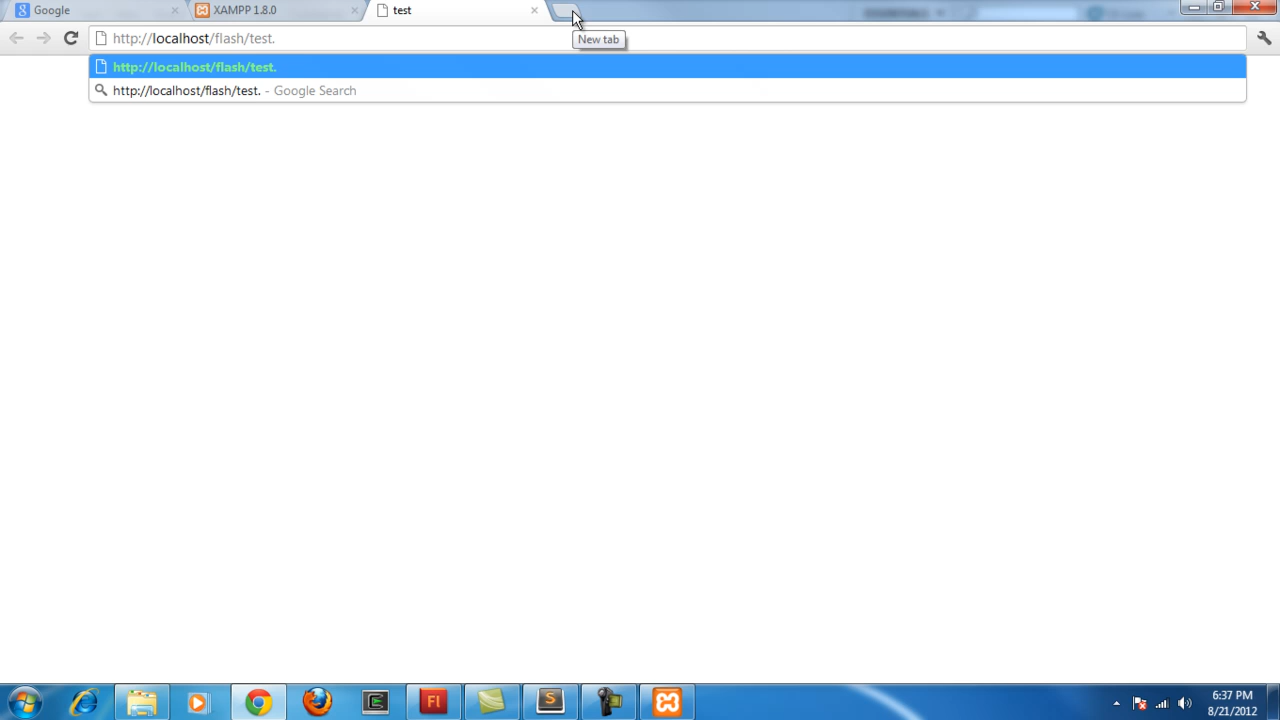 Google
XAMPP 1.8.0
test
http://localhost/flash/test.
New tab
http://localhost/flash/test.
http://localhost/flash/test. - Google Search
Fl
S
6:37 PM
8/21/2012